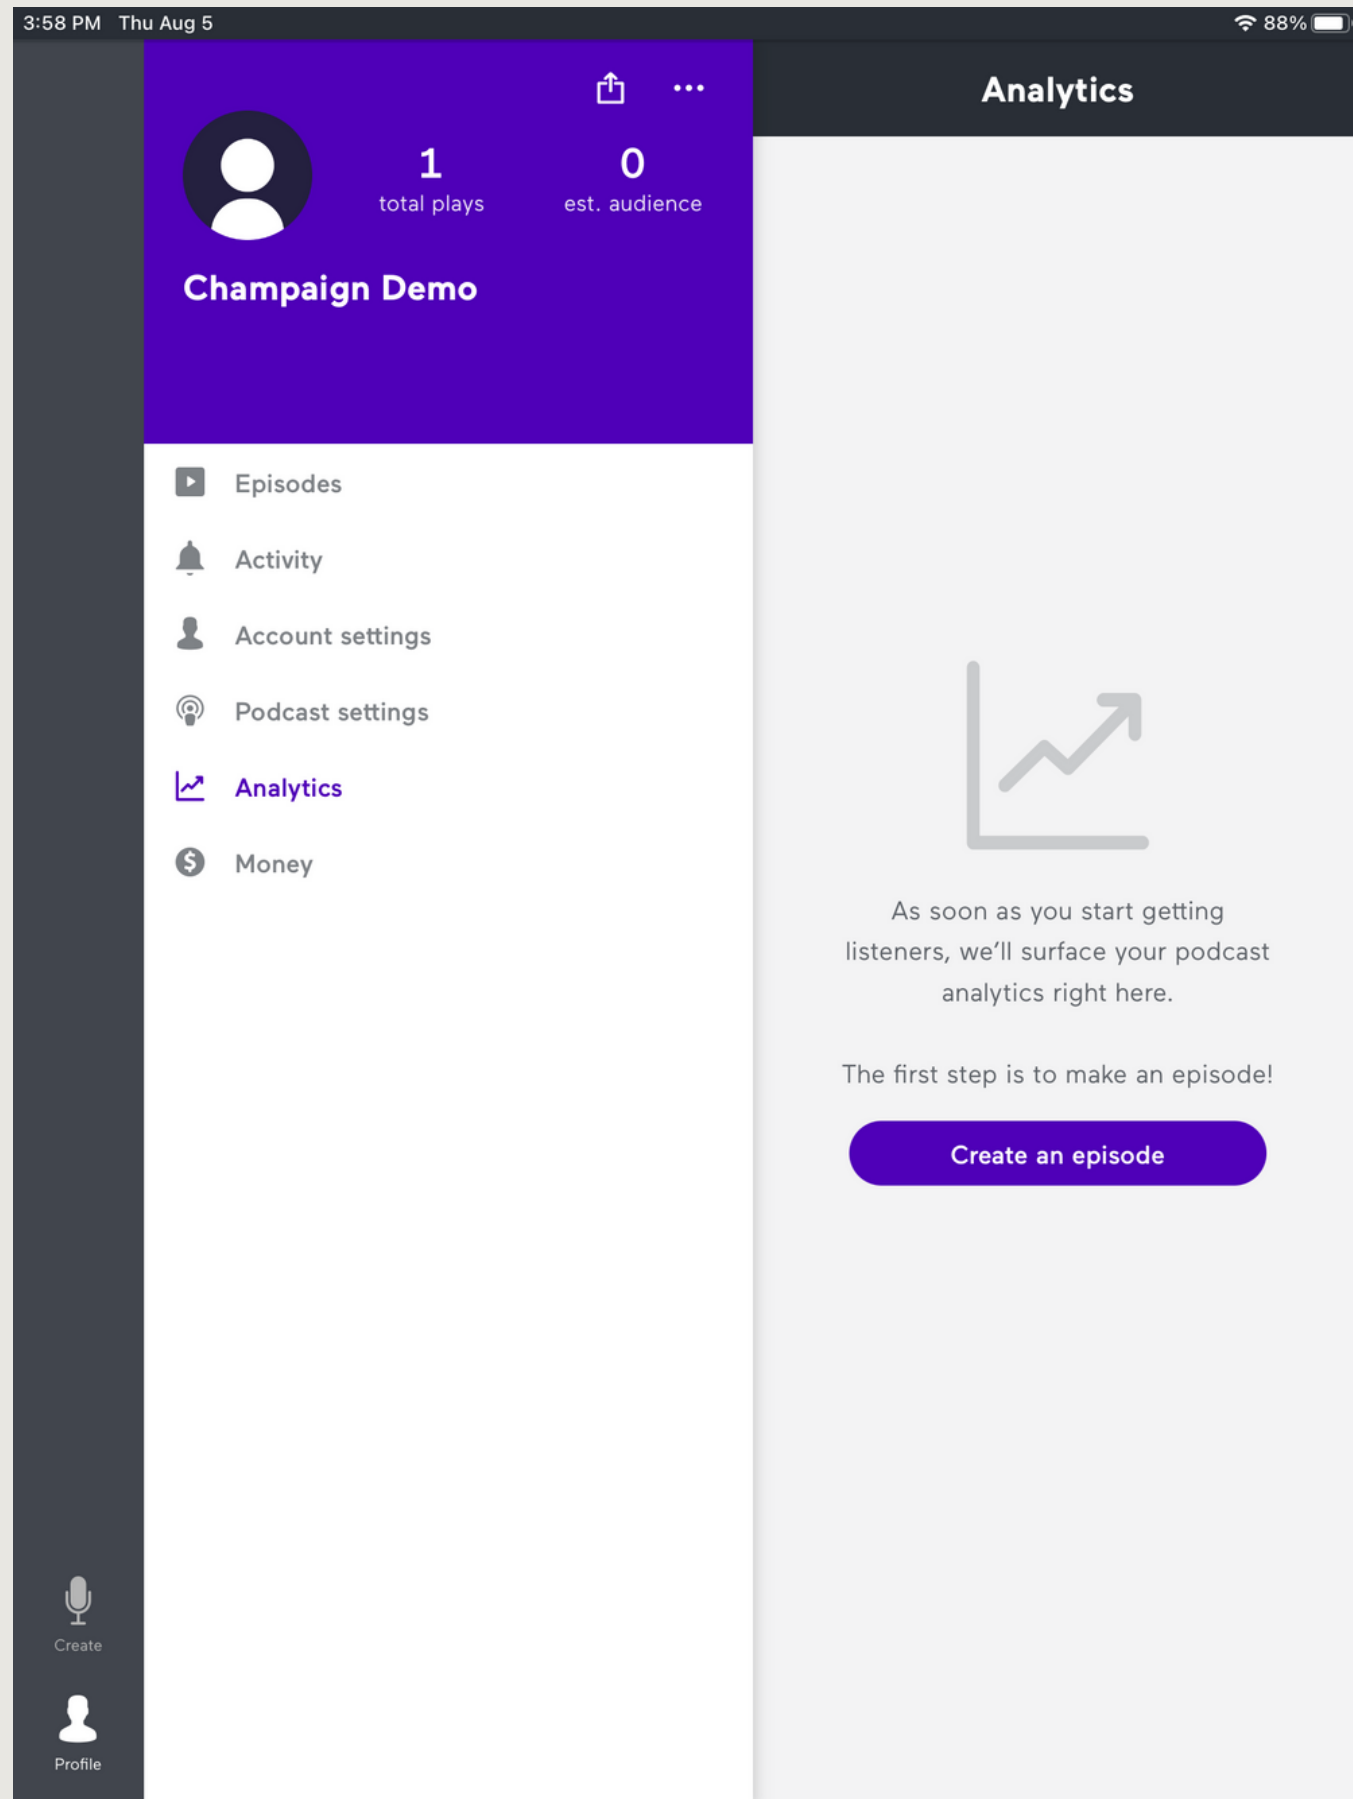 3:58 PM Thu Aug 5
88%
1
total plays
0
est. audience
Champaign Demo
Episodes
Activity
Account settings
Podcast settings
Analytics
Money
Create
Profile
Analytics
As soon as you start getting
listeners, we’ll surface your podcast
analytics right here.
The first step is to make an episode!
Create an episode